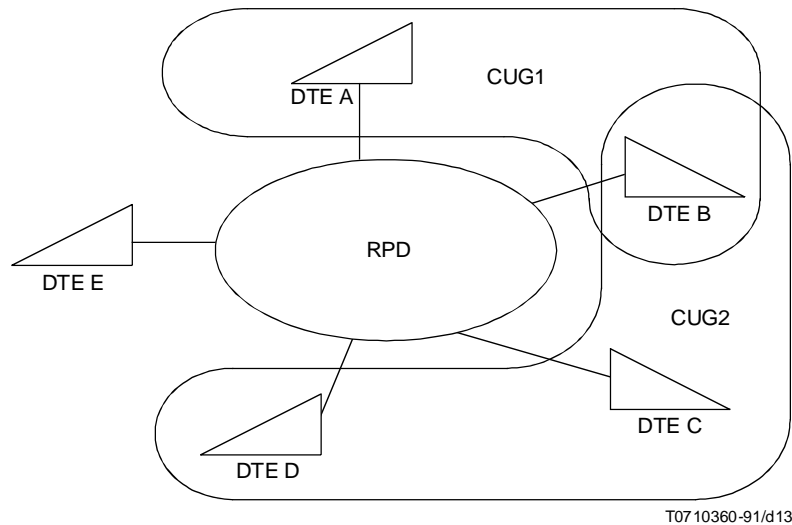 CUG1
DTE A
DTE B
RPD
DTE E
CUG2
DTE C
DTE D
T0710360-91/d13